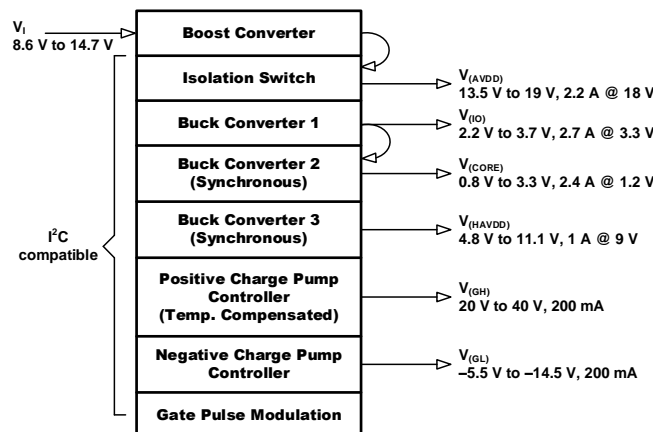 V(I)
8.6 V to 14.7 V
Boost Converter
Isolation Switch
V(AVDD)
13.5 V to 19 V, 2.2 A @ 18 V
Buck Converter 1
V(IO)
2.2 V to 3.7 V, 2.7 A @ 3.3 V
Buck Converter 2
(Synchronous)
V(CORE)
0.8 V to 3.3 V, 2.4 A @ 1.2 V
Buck Converter 3
(Synchronous)
V(HAVDD)
4.8 V to 11.1 V, 1 A @ 9 V
I²C
compatible
Positive Charge Pump
Controller
(Temp. Compensated)
V(GH)
20 V to 40 V, 200 mA
Negative Charge Pump
Controller
V(GL)
–5.5 V to –14.5 V, 200 mA
Gate Pulse Modulation